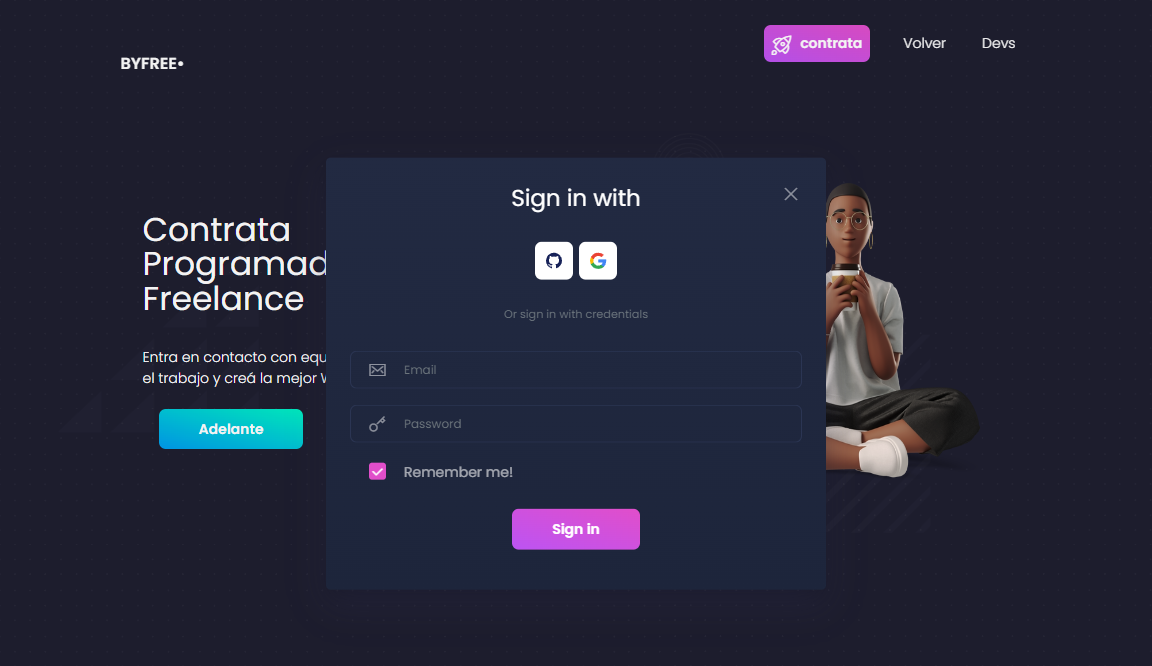 contrata
Volver
Devs
BYFREE•
Sign in with
Contrata
Programad
Freelance
Or sign in with credentials
Entra en contacto con equ
el trabajo y creá la mejor
Email
Adelante
Password
Remember me!
Sign in